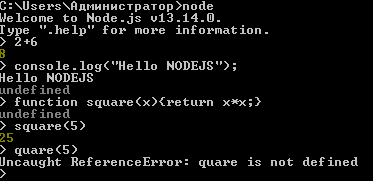 C:\Users\Администратор>node
Welcome to Node.js v13.14.0.
Type ".help" for more information.
> 2+6
8
> console.log("Hello NODEJS");
Hello NODEJS
undefined
> function square(x){return x*x;}
undefined
> square(5)
25
> quare(5)
Uncaught ReferenceError: quare is not defined
>